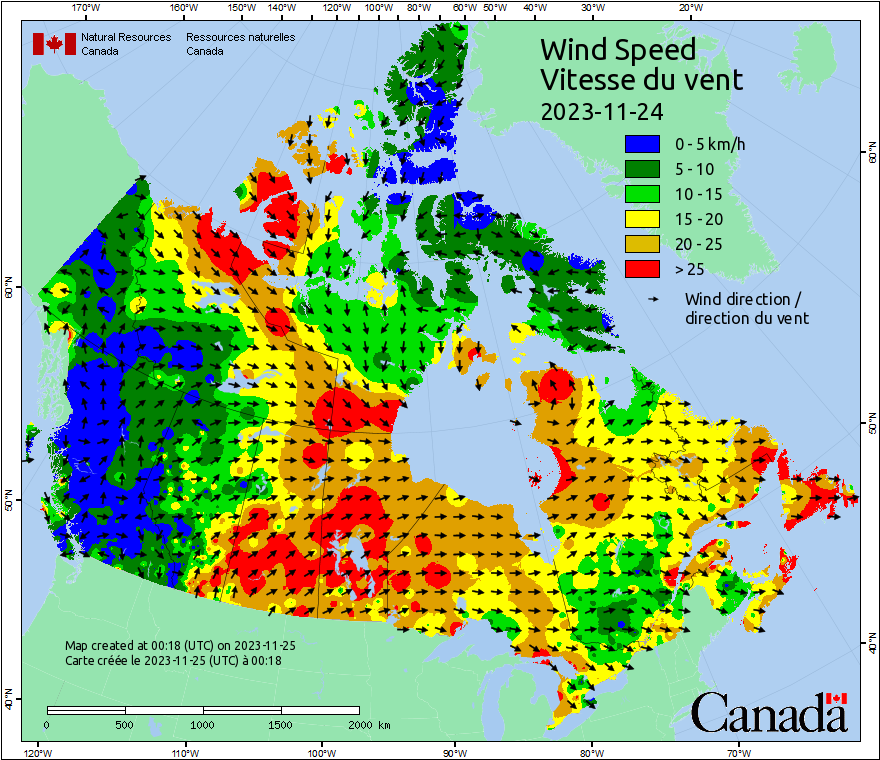 170°W 160°W 150°W 140°W 130°W 120°W 110°W 100°W 80°W 60°W 50°W 40°W 30°W 20°W
Natural Resources Ressources naturelles
Canada Canada
Wind Speed
Vitesse du vent
2023-11-24
0 - 5 km/h
5 - 10
10 - 15
15 - 20
20 - 25
> 25
Wind direction /
direction du vent
60°N 60°N
50°N 50°N
40°N 40°N
Map created at 00:18 (UTC) on 2023-11-25
Carte créée le 2023-11-25 (UTC) à 00:18
0 500 1000 1500 2000 km
Canada
120°W 110°W 100°W 90°W 80°W 70°W